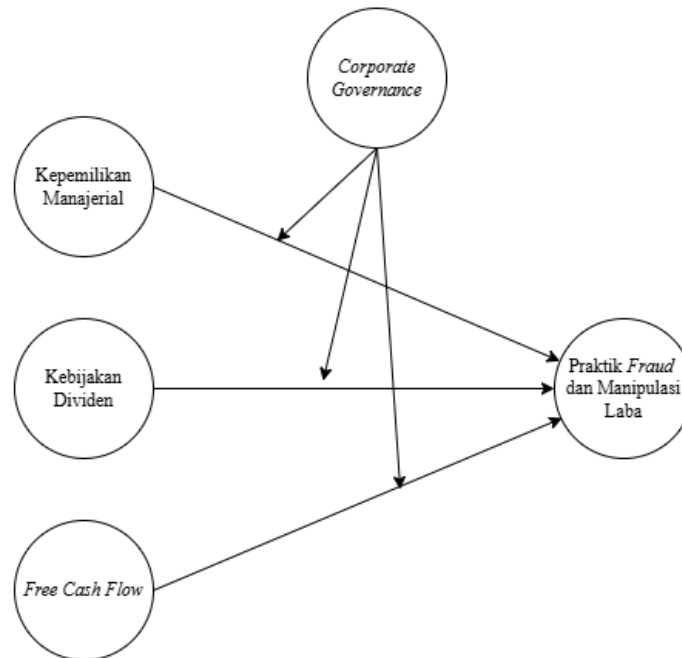 Corporate
Governance
Kepemilikan
Manajerial
Kebijakan
Dividen
Praktik Fraud
dan Manipulasi
Laba
Free Cash Flow